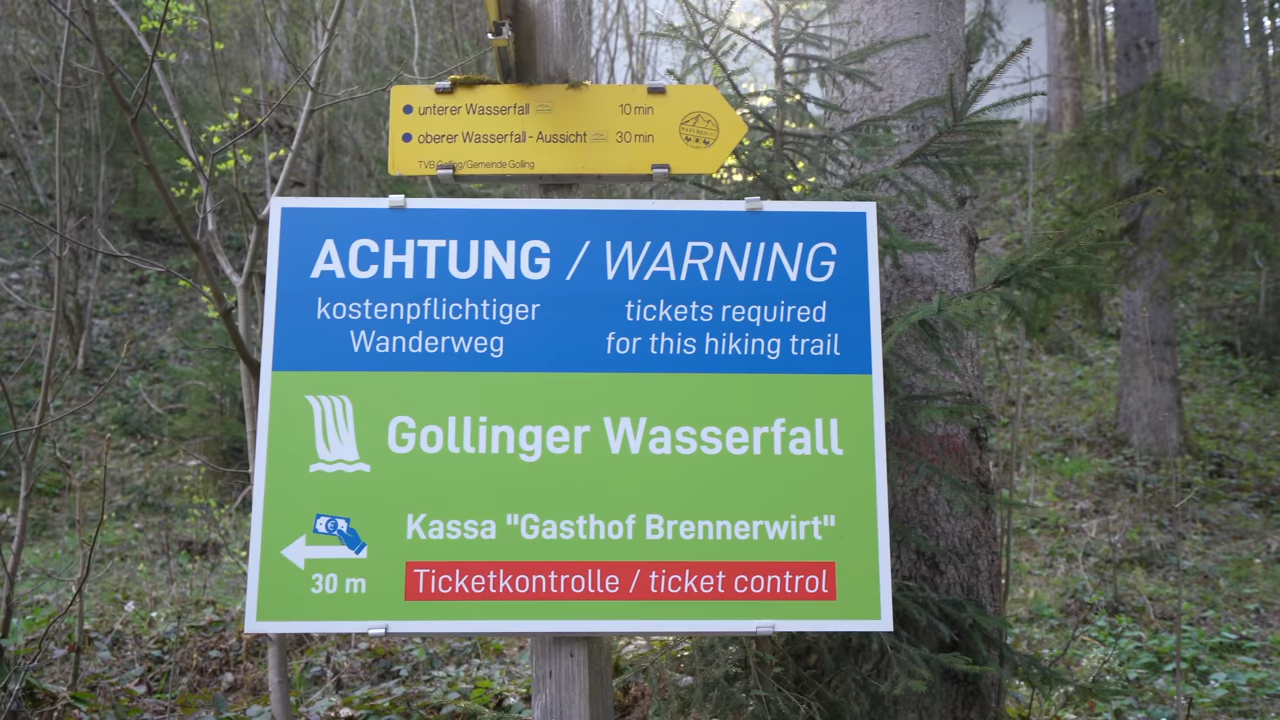 unterer Wasserfall 10 min
oberer Wasserfall-Aussicht 30 min
TVB Golling/Gemeinde Golling
ACHTUNG / WARNING
kostenpflichtiger
Wanderweg
tickets required
for this hiking trail
Gollinger Wasserfall
Kassa "Gasthof Brennerwirt"
30 m
Ticketkontrolle / ticket control